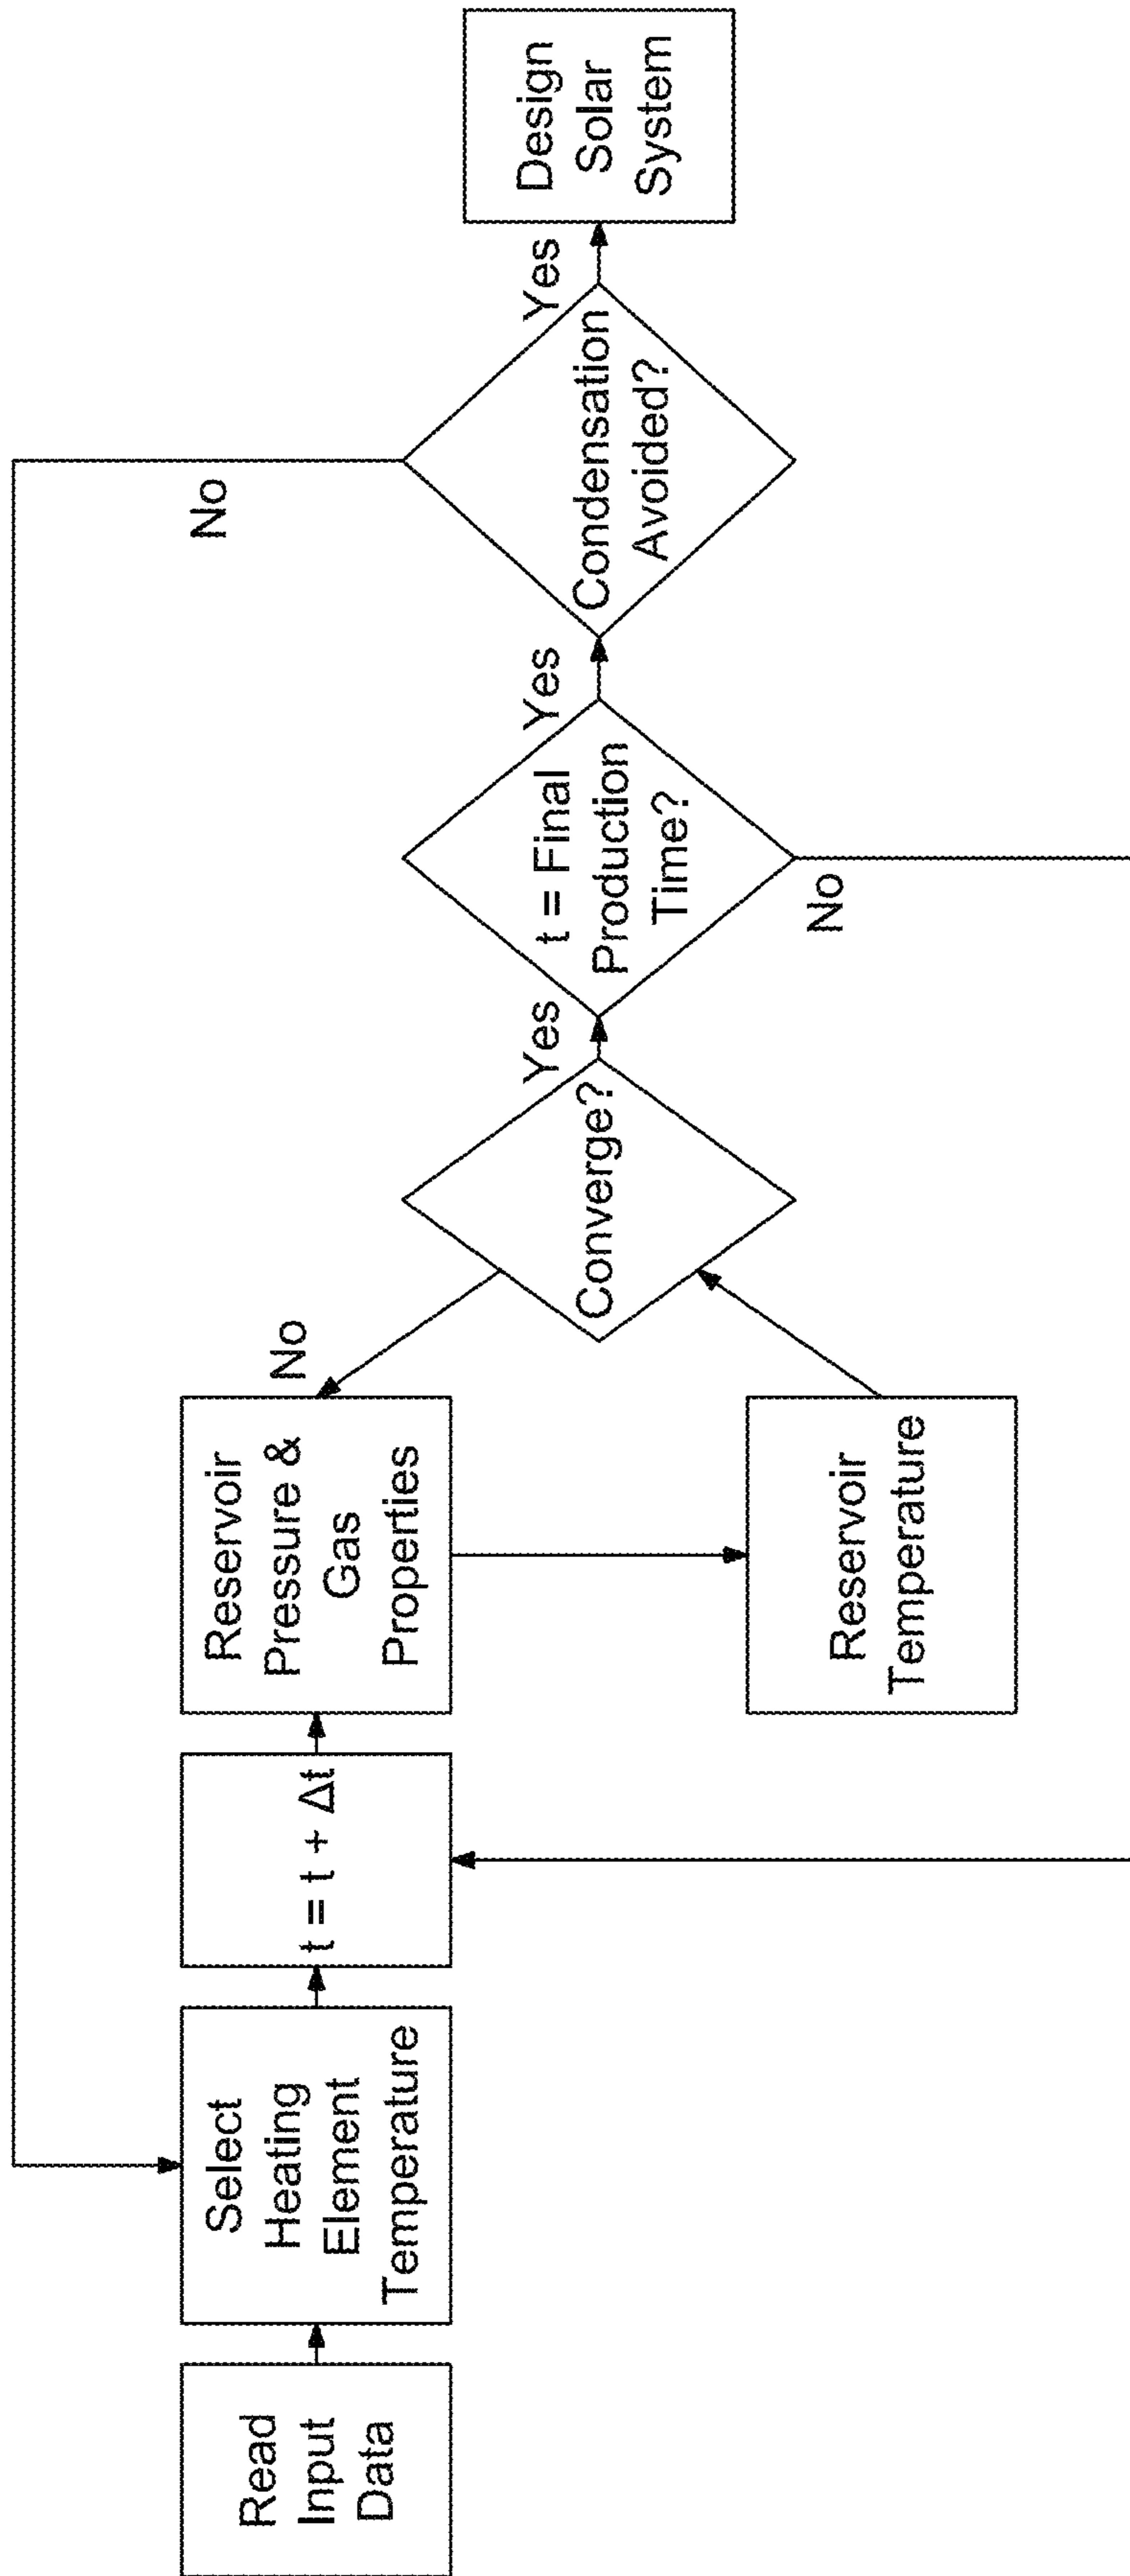 Read
Input
Data
Select
Heating
Element
Temperature
t = t + Δt
Reservoir
Pressure &
Gas
Properties
Reservoir
Temperature
No
Converge?
Yes
t = Final
Production
Time?
No
Yes
Condensation
Avoided?
No
Yes
Design
Solar
System